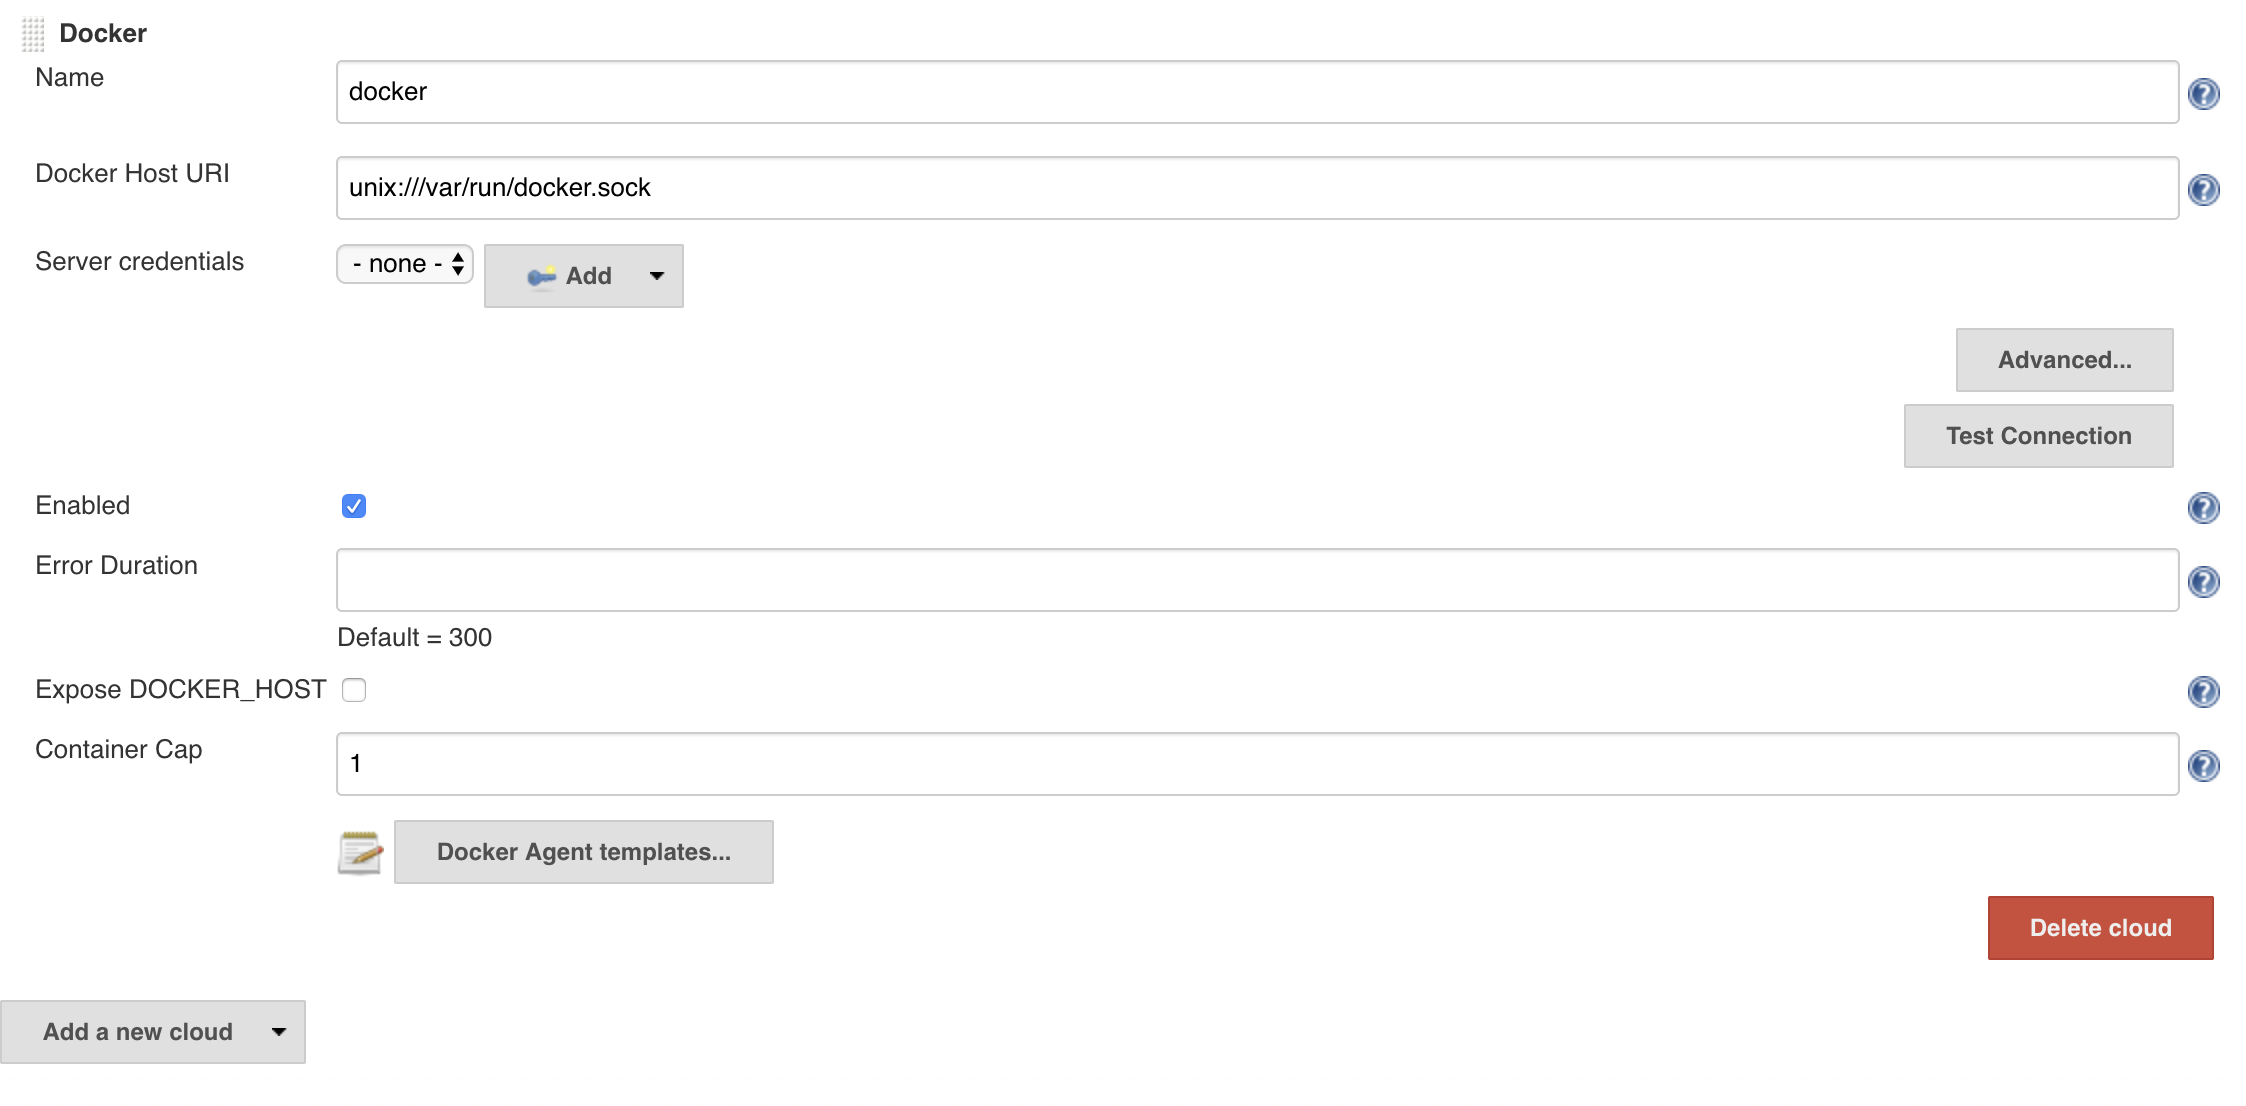 Docker
Name
docker
Docker Host URI
unix:///var/run/docker.sock
Server credentials
- none -
Add
Advanced...
Test Connection
Enabled
Error Duration
Default = 300
Expose DOCKER_HOST
Container Cap
1
Docker Agent templates...
Delete cloud
Add a new cloud